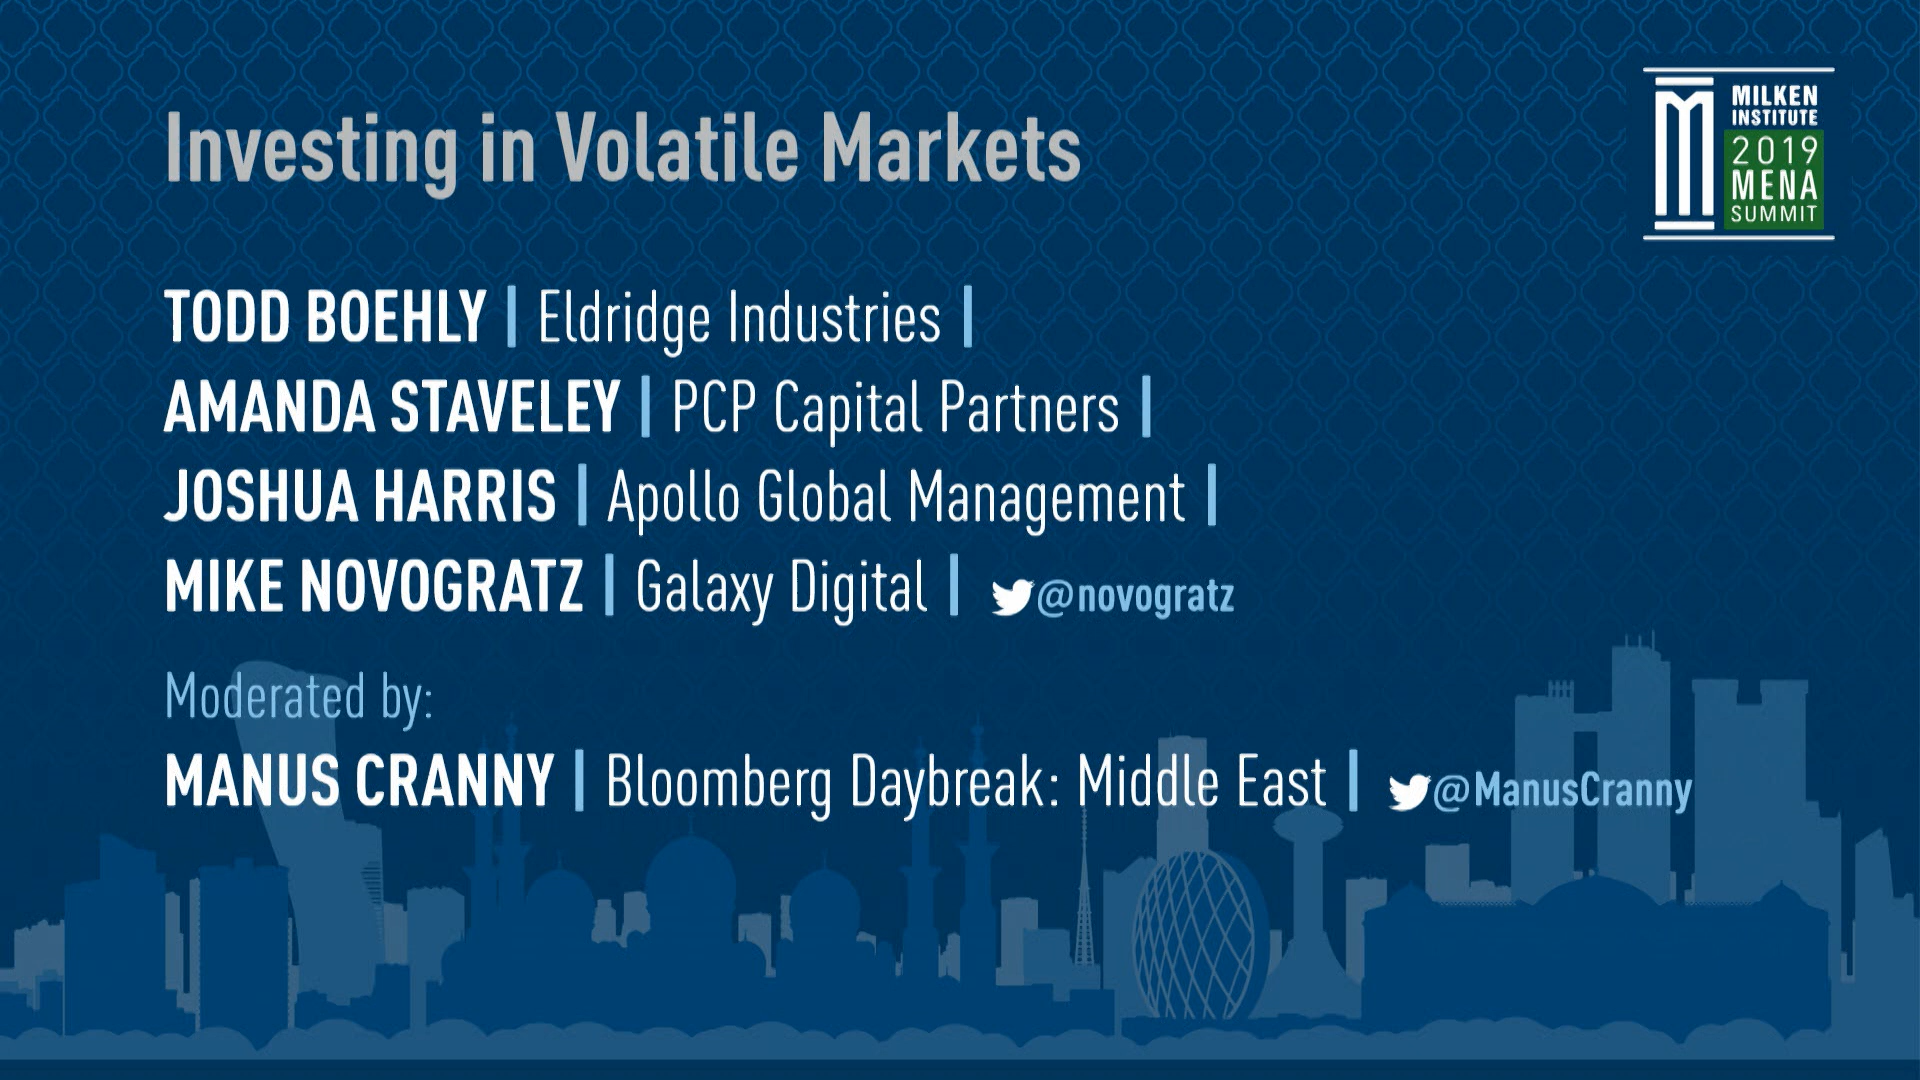 Investing in Volatile Markets
MILKEN
INSTITUTE
2019
MENA
SUMMIT
TODD BOEHLY | Eldridge Industries |
AMANDA STAVELEY | PCP Capital Partners |
JOSHUA HARRIS | Apollo Global Management |
MIKE NOVOGRATZ | Galaxy Digital | @novogratz
Moderated by:
MANUS CRANNY | Bloomberg Daybreak: Middle East | @ManusCranny